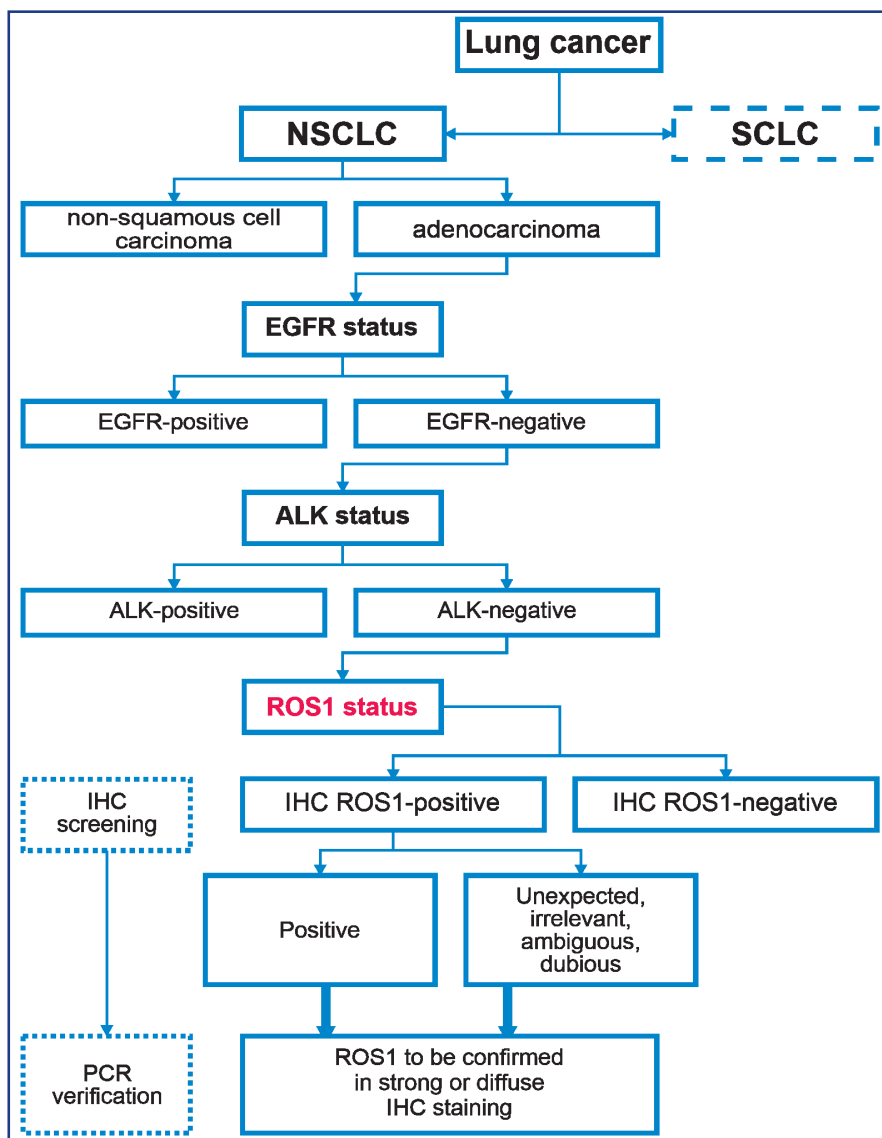 Lung cancer
NSCLC
SCLC
non-squamous cell
carcinoma
adenocarcinoma
EGFR status
EGFR-positive
EGFR-negative
ALK status
ALK-positive
ALK-negative
ROS1 status
IHC
screening
IHC ROS1-positive
IHC ROS1-negative
Positive
Unexpected,
irrelevant,
ambiguous,
dubious
PCR
verification
ROS1 to be confirmed
in strong or diffuse
IHC staining